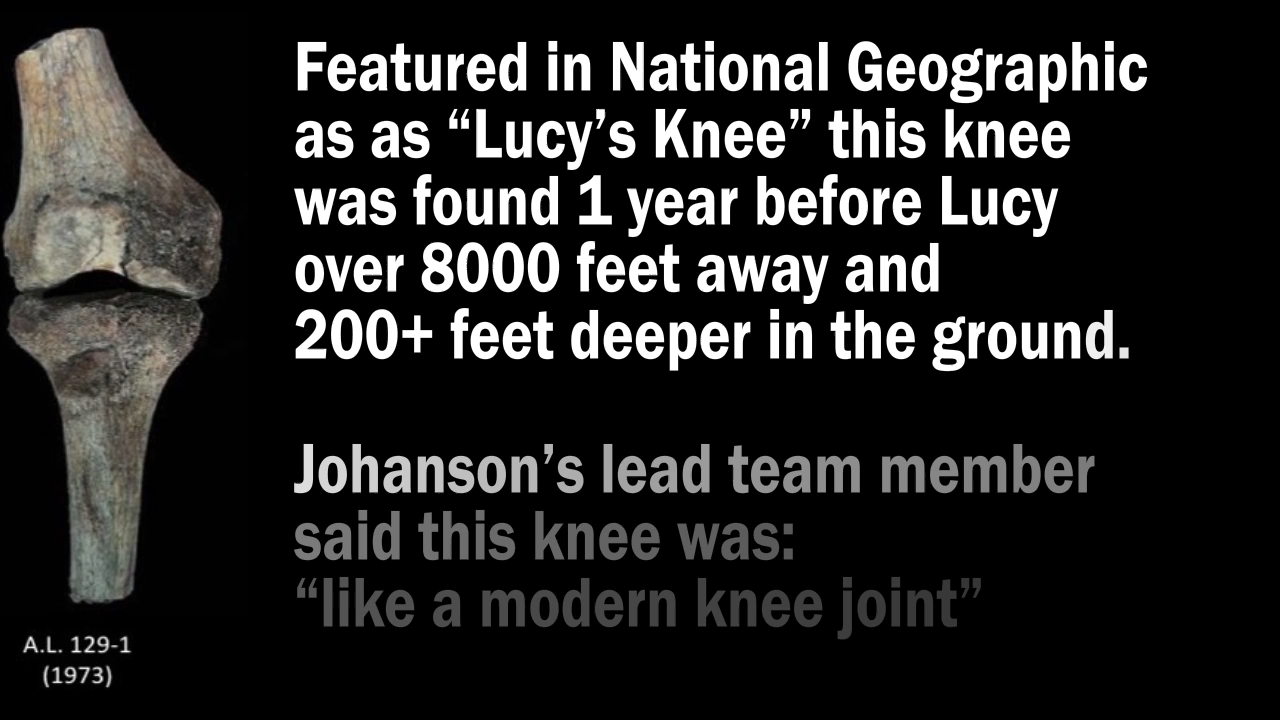 Featured in National Geographic
as as “Lucy’s Knee” this knee
was found 1 year before Lucy
over 8000 feet away and
200+ feet deeper in the ground.
Johanson’s lead team member
said this knee was:
“like a modern knee joint”
A.L. 129-1
(1973)